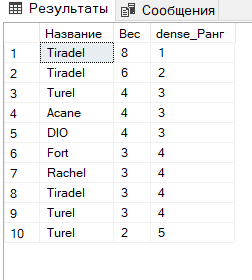 Результаты Сообщения
Название Вес dense_Ранг
1 Tiradel 8 1
2 Tiradel 6 2
3 Turel 4 3
4 Acane 4 3
5 DIO 4 3
6 Fort 3 4
7 Rachel 3 4
8 Tiradel 3 4
9 Turel 3 4
10 Turel 2 5